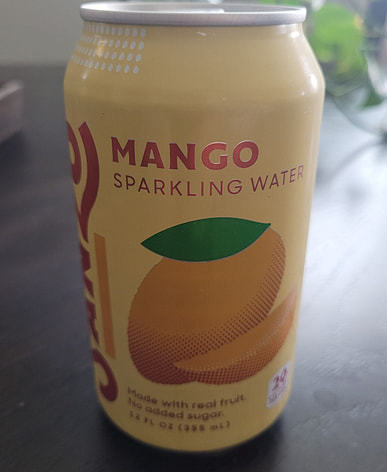 MANGO
SPARKLING WATER
Made with real fruit.
No added sugar.
12 FL OZ (355 mL)